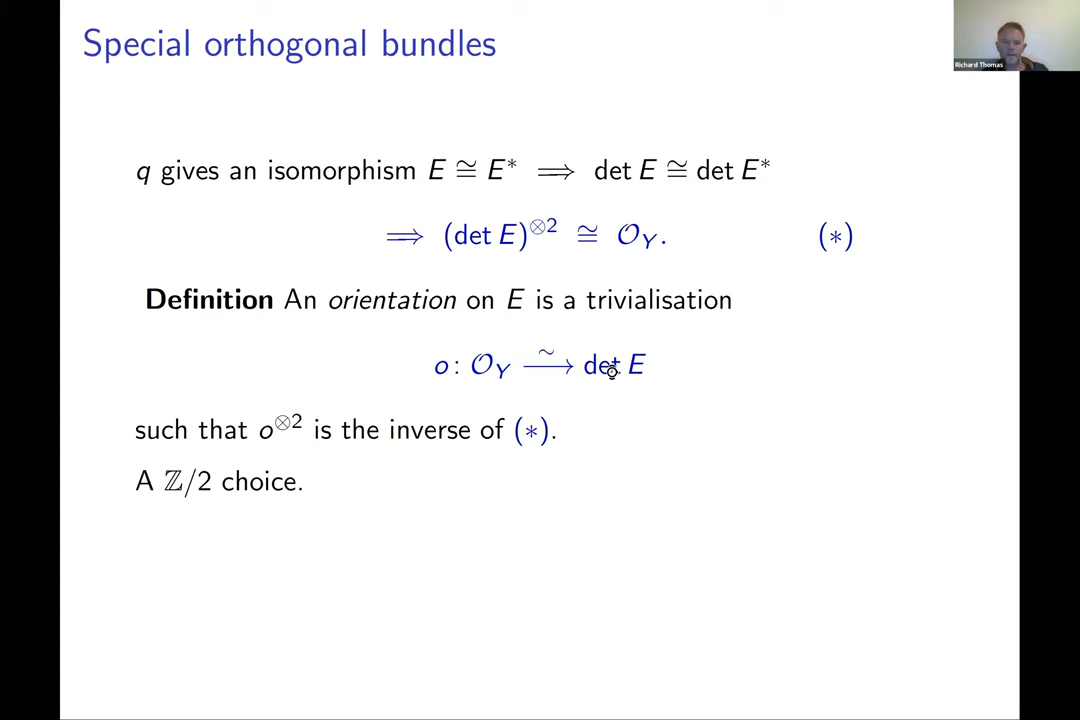 Special orthogonal bundles
Richard Thomas
q gives an isomorphism E ≅ E* ⟹ det E ≅ det E*
⟹ (det E)^{⊗2} ≅ 𝒪_Y. (∗)
Definition An orientation on E is a trivialisation
o : 𝒪_Y ⟶^∼ det E
such that o^{⊗2} is the inverse of (∗).
A ℤ/2 choice.